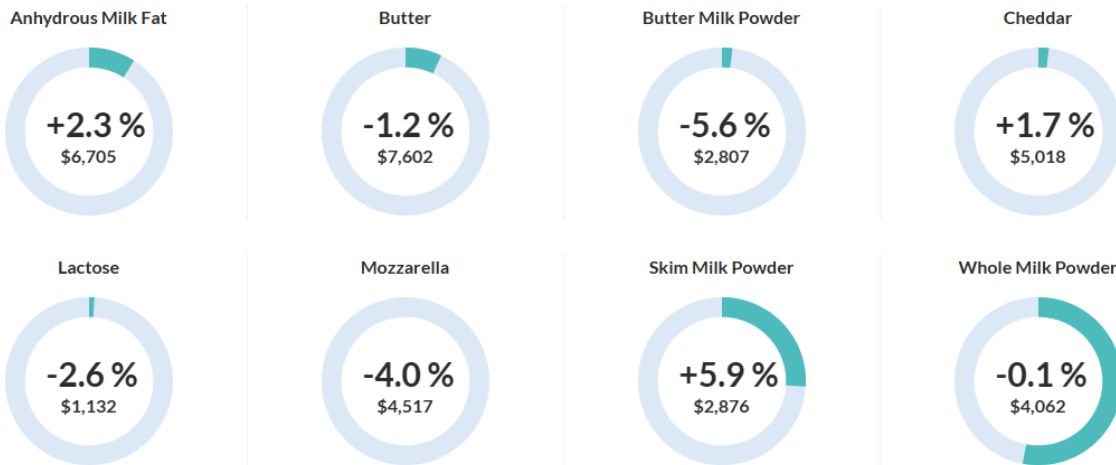 Anhydrous Milk Fat
+2.3 %
$6,705
Butter
-1.2 %
$7,602
Butter Milk Powder
-5.6 %
$2,807
Cheddar
+1.7 %
$5,018
Lactose
-2.6 %
$1,132
Mozzarella
-4.0 %
$4,517
Skim Milk Powder
+5.9 %
$2,876
Whole Milk Powder
-0.1 %
$4,062